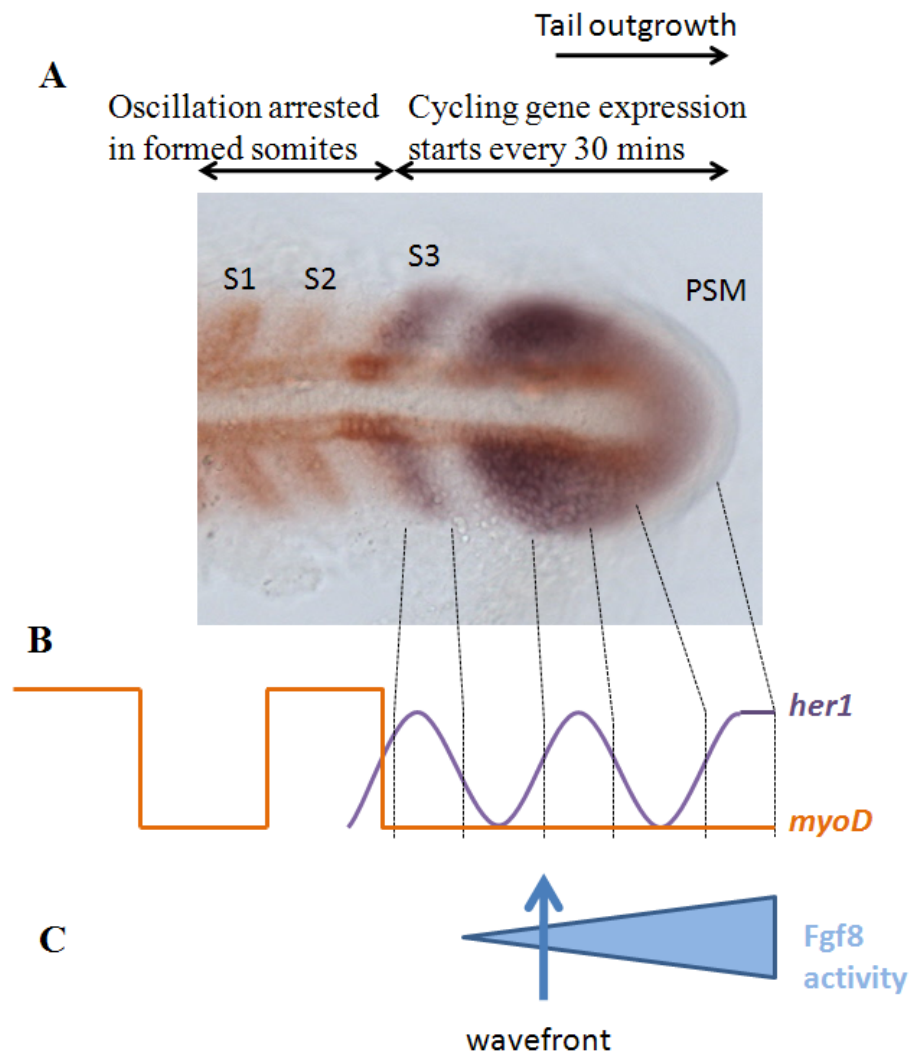 Tail outgrowth
A
Oscillation arrested
in formed somites
Cycling gene expression
starts every 30 mins
S1
S2
S3
PSM
B
her1
myoD
C
Fgf8
activity
wavefront